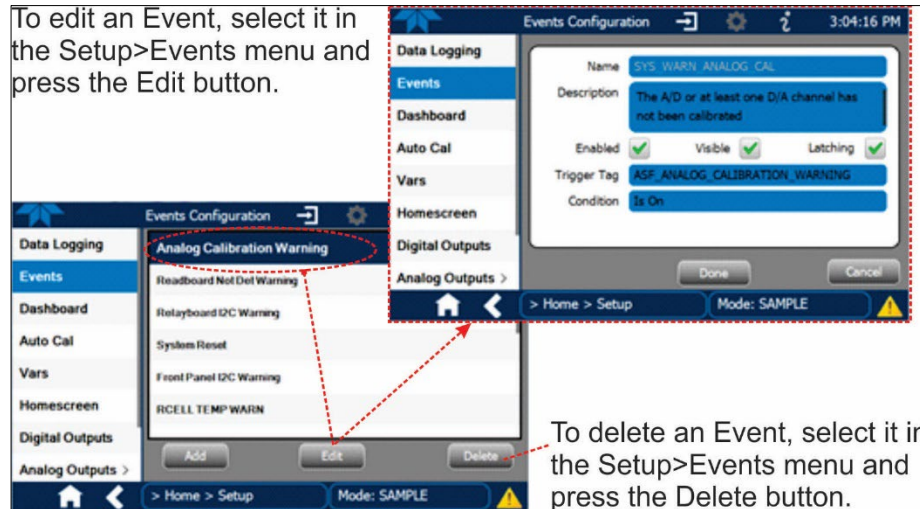 To edit an Event, select it in
the Setup>Events menu and
press the Edit button.
Events Configuration
3:04:16 PM
Data Logging
Events
Dashboard
Auto Cal
Vars
Homescreen
Digital Outputs
Analog Outputs >
Name SYS_WARN_ANALOG_CAL
Description The A/D or at least one D/A channel has
not been calibrated
Enabled Visible Latching
Trigger Tag ASF_ANALOG_CALIBRATION_WARNING
Condition Is On
Done Cancel
> Home > Setup Mode: SAMPLE
Events Configuration
Data Logging
Events
Dashboard
Auto Cal
Vars
Homescreen
Digital Outputs
Analog Outputs >
Analog Calibration Warning
Readboard Not Det Warning
Relayboard I2C Warning
System Reset
Front Panel I2C Warning
RCELL TEMP WARN
Add Edit Delete
> Home > Setup Mode: SAMPLE
To delete an Event, select it in
the Setup>Events menu and
press the Delete button.